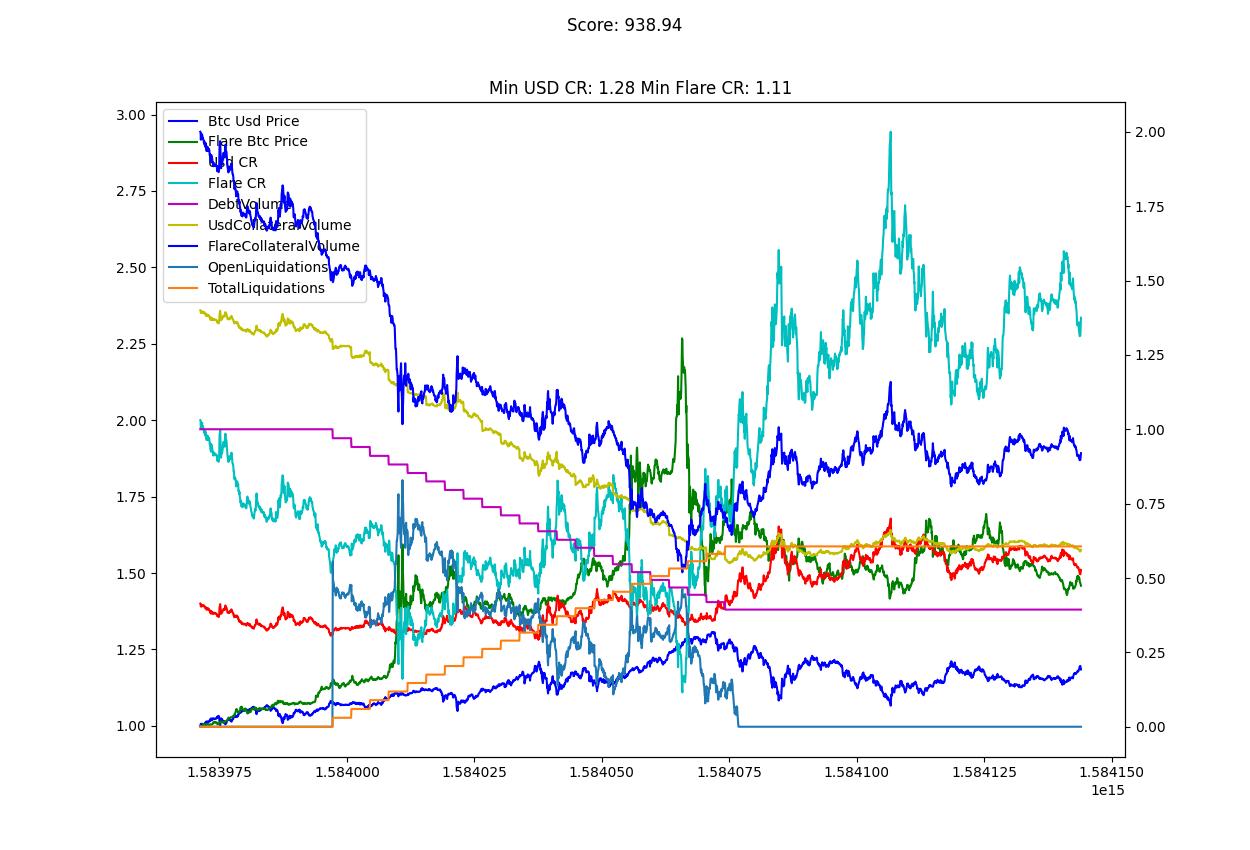 Score: 938.94
Min USD CR: 1.28 Min Flare CR: 1.11
Btc Usd Price
Flare Btc Price
Usd CR
Flare CR
DebtVolume
UsdCollateralVolume
FlareCollateralVolume
OpenLiquidations
TotalLiquidations
3.00
2.75
2.50
2.25
2.00
1.75
1.50
1.25
1.00
2.00
1.75
1.50
1.25
1.00
0.75
0.50
0.25
0.00
1.583975 1.584000 1.584025 1.584050 1.584075 1.584100 1.584125 1.584150
1e15